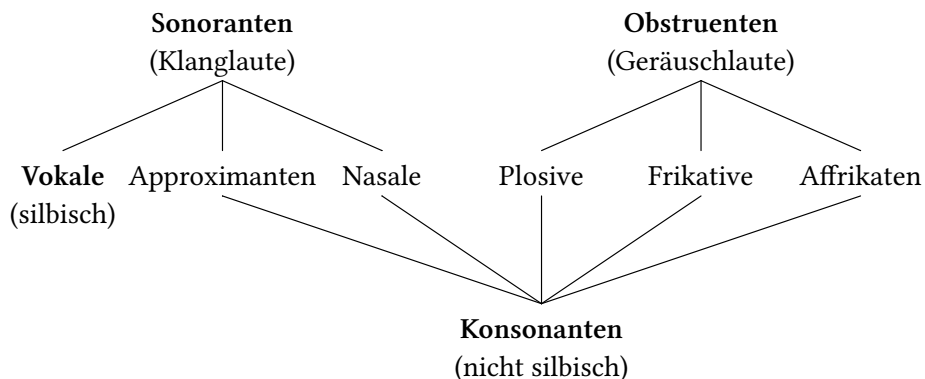 Sonoranten Obstruenten
(Klanglaute) (Geräuschlaute)
Vokale Approximanten Nasale Plosive Frikative Affrikaten
(silbisch)
Konsonanten
(nicht silbisch)